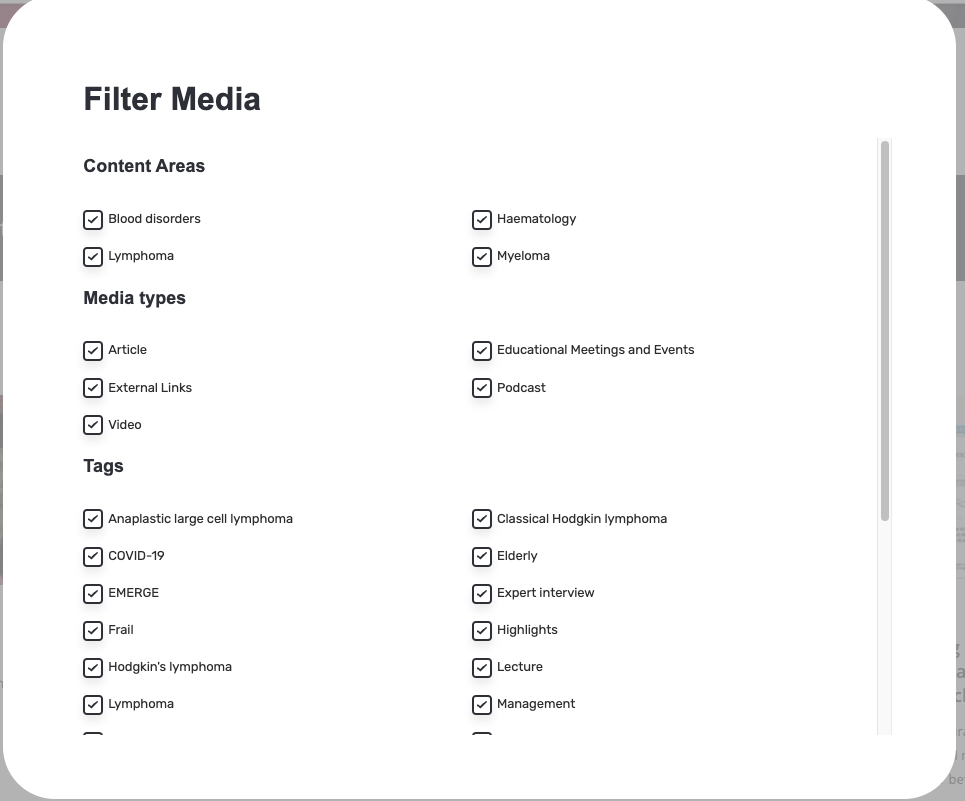 Filter Media
Content Areas
Blood disorders
Haematology
Lymphoma
Myeloma
Media types
Article
Educational Meetings and Events
External Links
Podcast
Video
Tags
Anaplastic large cell lymphoma
Classical Hodgkin lymphoma
COVID-19
Elderly
EMERGE
Expert interview
Frail
Highlights
Hodgkin's lymphoma
Lecture
Lymphoma
Management